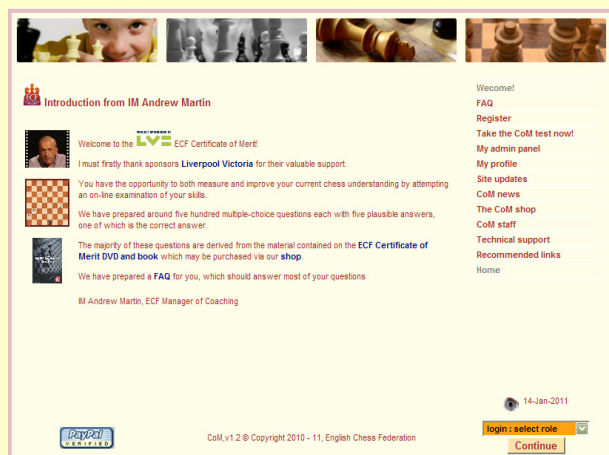 Introduction from IM Andrew Martin
Welcome to the LVE ECF Certificate of Merit!
I must firstly thank sponsors Liverpool Victoria for their valuable support.
You have the opportunity to both measure and improve your current chess understanding by attempting
an on-line examination of your skills.
We have prepared around five hundred multiple-choice questions each with five plausible answers,
one of which is the correct answer.
The majority of these questions are derived from the material contained on the ECF Certificate of
Merit DVD and book which may be purchased via our shop.
We have prepared a FAQ for you, which should answer most of your questions
IM Andrew Martin, ECF Manager of Coaching
Wecome!
FAQ
Register
Take the CoM test now!
My admin panel
My profile
Site updates
CoM news
The CoM shop
CoM staff
Technical support
Recommended links
Home
14-Jan-2011
login : select role
Continue
PayPal
VERIFIED
CoM,v1.2 © Copyright 2010 - 11, English Chess Federation